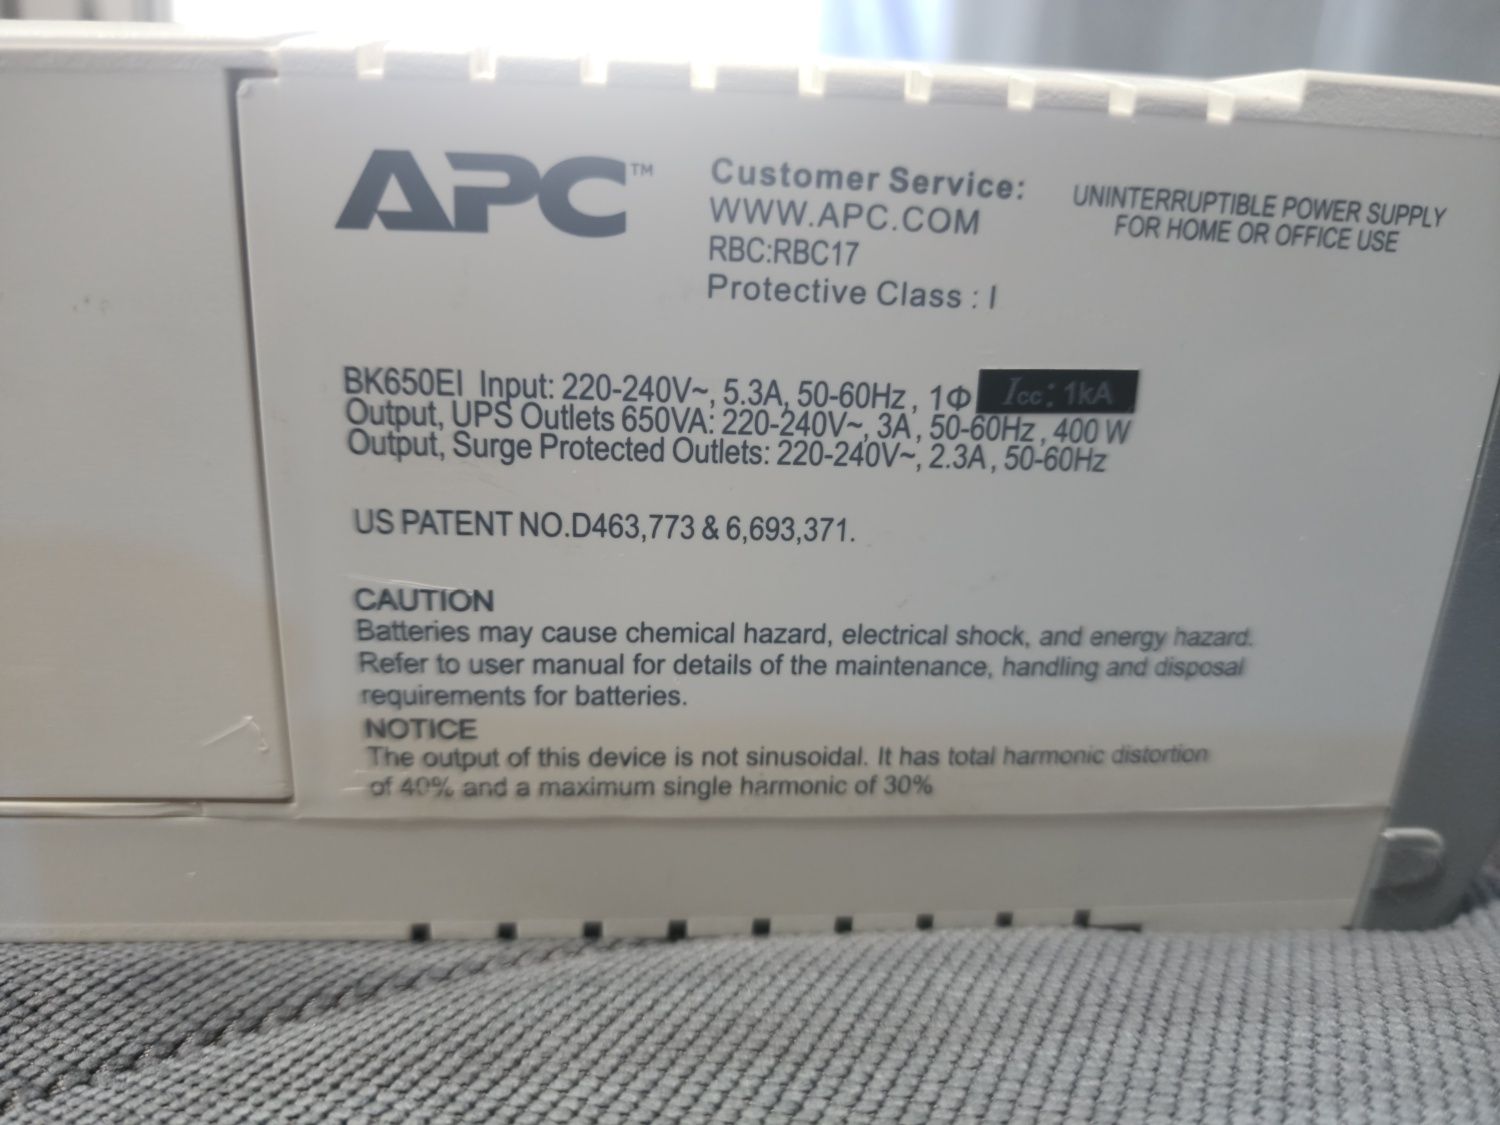 APC™
Customer Service:
WWW.APC.COM
RBC:RBC17
Protective Class : I
UNINTERRUPTIBLE POWER SUPPLY
FOR HOME OR OFFICE USE
BK650EI Input: 220-240V~, 5.3A, 50-60Hz, 1Φ Icc: 1kA
Output, UPS Outlets 650VA: 220-240V~, 3A, 50-60Hz, 400 W
Output, Surge Protected Outlets: 220-240V~, 2.3A, 50-60Hz
US PATENT NO.D463,773 & 6,693,371.
CAUTION
Batteries may cause chemical hazard, electrical shock, and energy hazard.
Refer to user manual for details of the maintenance, handling and disposal
requirements for batteries.
NOTICE
The output of this device is not sinusoidal. It has total harmonic distortion
of 40% and a maximum single harmonic of 30%